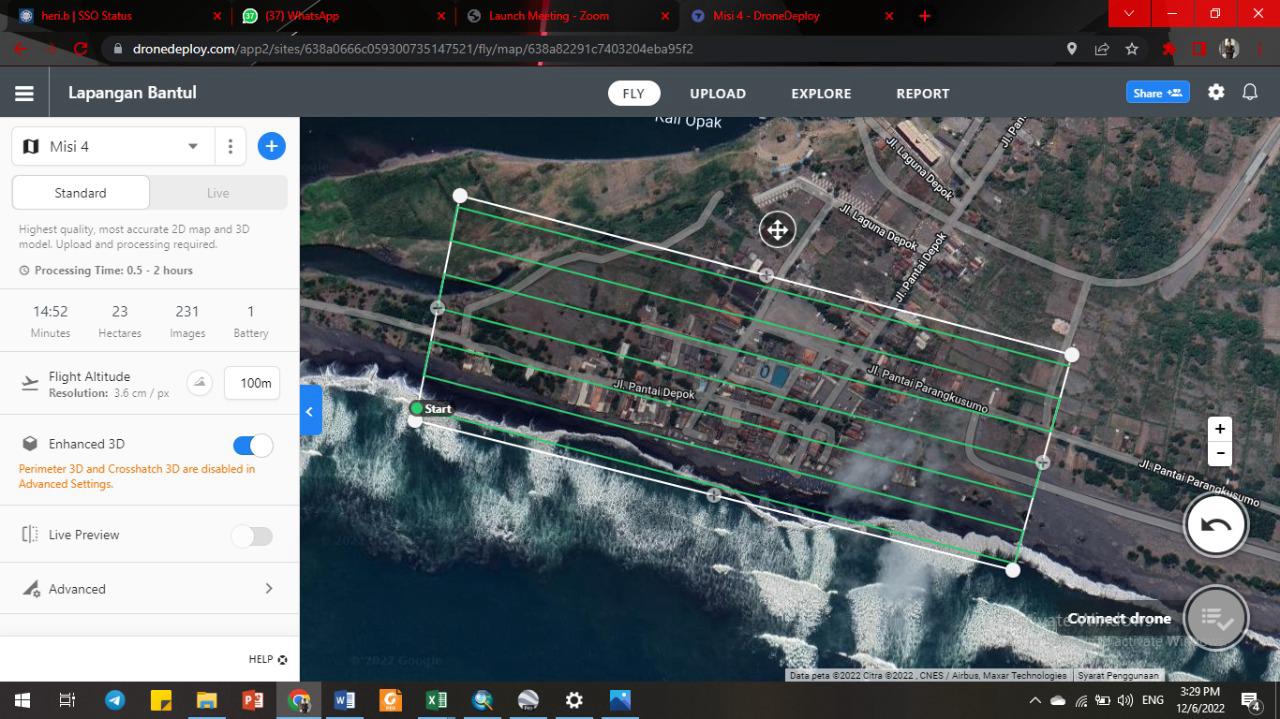 heri.b | SSO Status
(37) WhatsApp
Launch Meeting - Zoom
Misi 4 - DroneDeploy
dronedeploy.com/app2/sites/638a0666c059300735147521/fly/map/638a82291c7403204eba95f2
Lapangan Bantul
FLY
UPLOAD
EXPLORE
REPORT
Share
Misi 4
Standard
Live
Highest quality, most accurate 2D map and 3D
model. Upload and processing required.
Processing Time: 0.5 - 2 hours
14:52
23
231
1
Minutes
Hectares
Images
Battery
Flight Altitude
Resolution: 3.6 cm / px
100m
Enhanced 3D
Perimeter 3D and Crosshatch 3D are disabled in
Advanced Settings.
Live Preview
Advanced
HELP
Kali Opak
Jl. Laguna Depok
Jl. Pan
Jl. Laguna Depok
Jl. Pantai Depok
Jl. Pantai Depok
Jl. Pantai Parangkusumo
Jl. Pantai Parangkusumo
Start
+
-
Connect drone
©2022 Google
Data peta ©2022 Citra ©2022 , CNES / Airbus, Maxar Technologies
Syarat Penggunaan
ENG
3:29 PM
12/6/2022
4